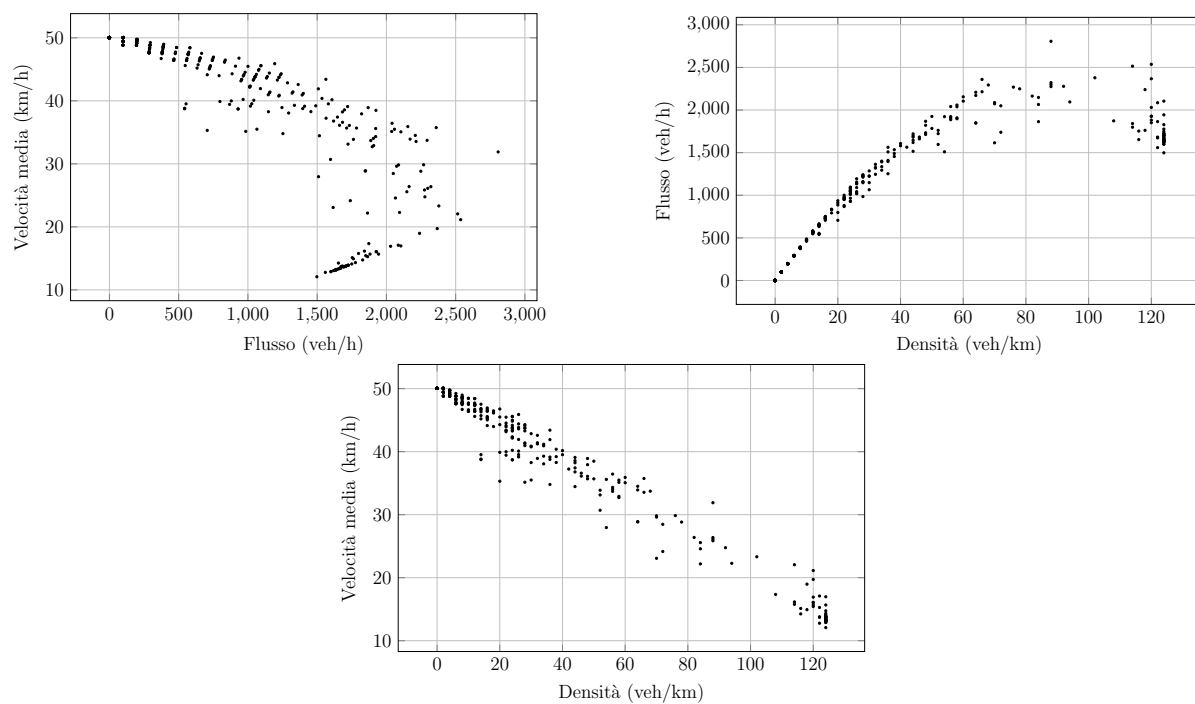 50
40
30
20
10
Velocità media (km/h)
0 500 1,000 1,500 2,000 2,500 3,000
Flusso (veh/h)
3,000
2,500
2,000
1,500
1,000
500
0
Flusso (veh/h)
0 20 40 60 80 100 120
Densità (veh/km)
50
40
30
20
10
Velocità media (km/h)
0 20 40 60 80 100 120
Densità (veh/km)